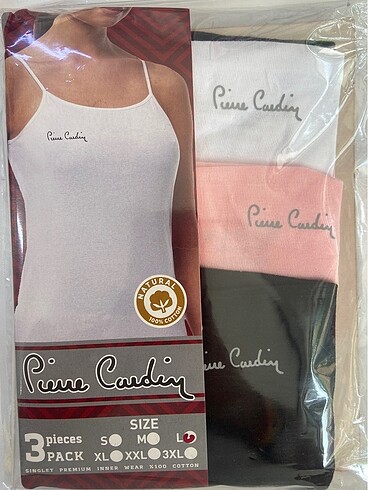 Pierre Cardin
Pierre Cardin
Pierre Cardin
NATURAL
100% COTTON
Pierre Cardin
Pierre Cardin
SIZE
3 pieces
PACK
S M L
XL XXL 3XL
SINGLET PREMIUM INNER WEAR %100 COTTON